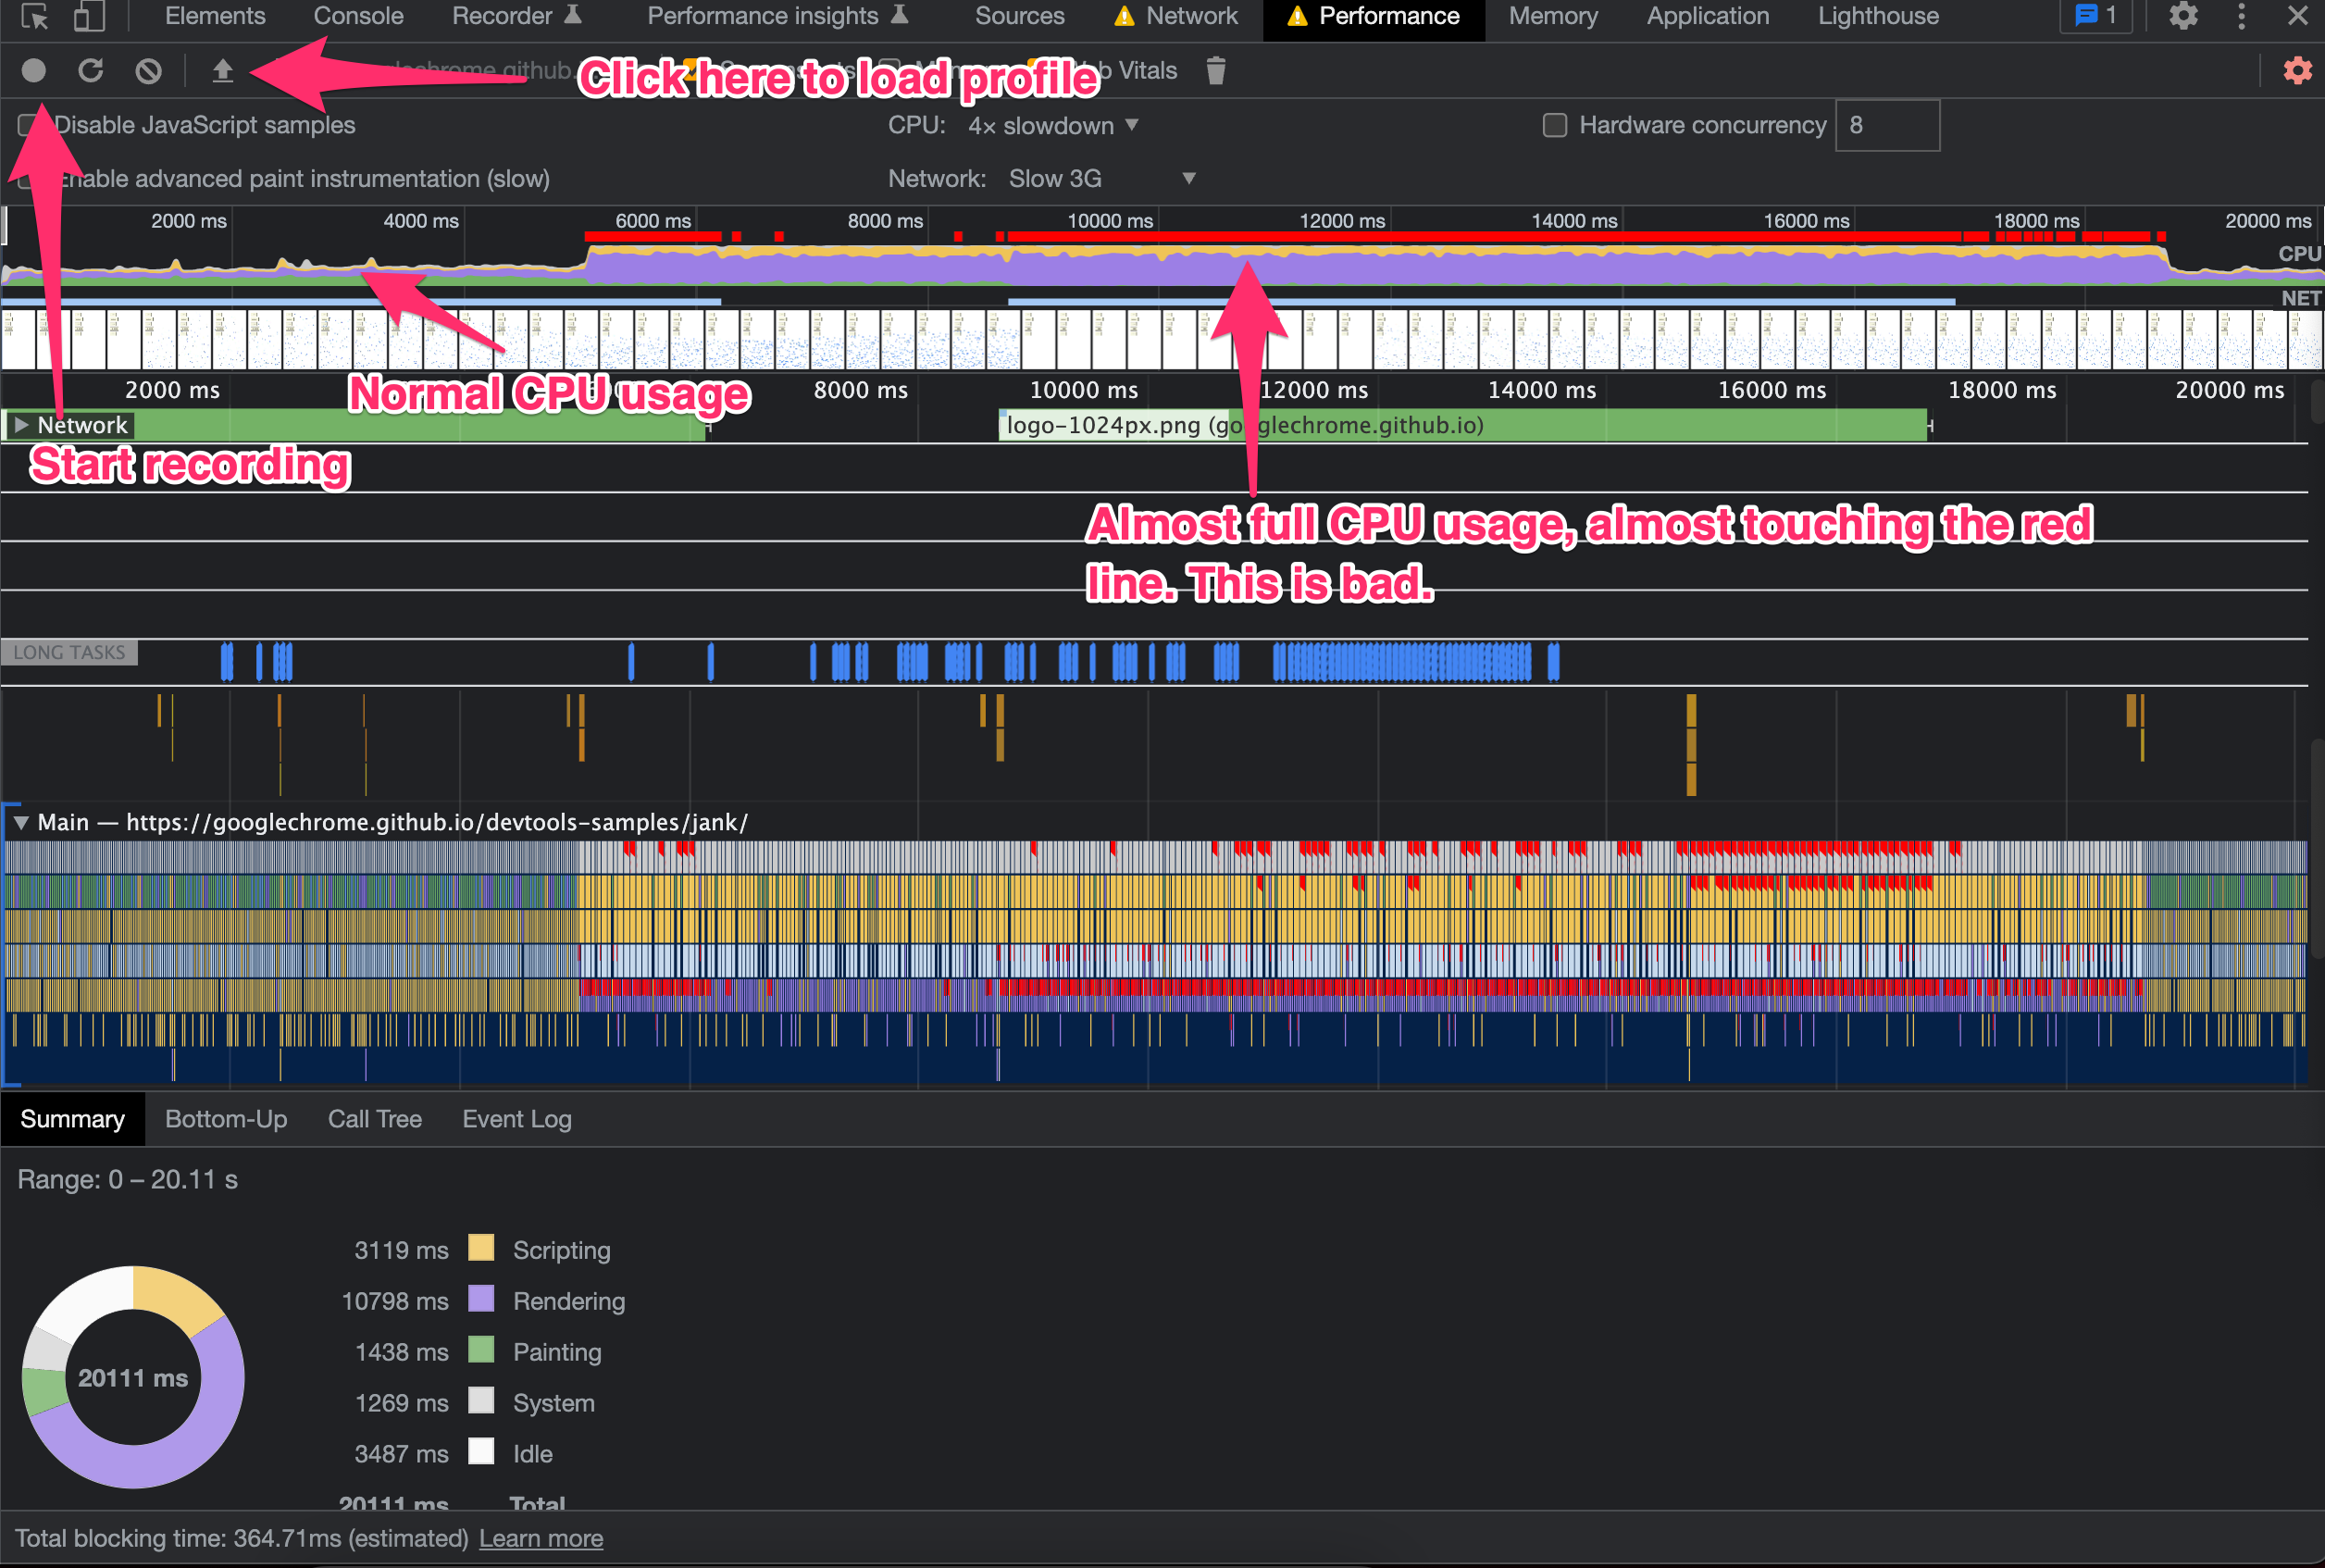 Elements Console Recorder Performance insights Sources Network Performance Memory Application Lighthouse 1
Click here to load profile
Vitals
Disable JavaScript samples CPU: 4× slowdown Hardware concurrency 8
Enable advanced paint instrumentation (slow) Network: Slow 3G
2000 ms 4000 ms 6000 ms 8000 ms 10000 ms 12000 ms 14000 ms 16000 ms 18000 ms 20000 ms
CPU
NET
2000 ms 8000 ms 10000 ms 12000 ms 14000 ms 16000 ms 18000 ms 20000 ms
Normal CPU usage
Network logo-1024px.png (googlechrome.github.io)
Start recording
Almost full CPU usage, almost touching the red
line. This is bad.
LONG TASKS
Main — https://googlechrome.github.io/devtools-samples/jank/
Summary Bottom-Up Call Tree Event Log
Range: 0 – 20.11 s
3119 ms Scripting
10798 ms Rendering
1438 ms Painting
1269 ms System
3487 ms Idle
20111 ms Total
20111 ms
Total blocking time: 364.71ms (estimated) Learn more